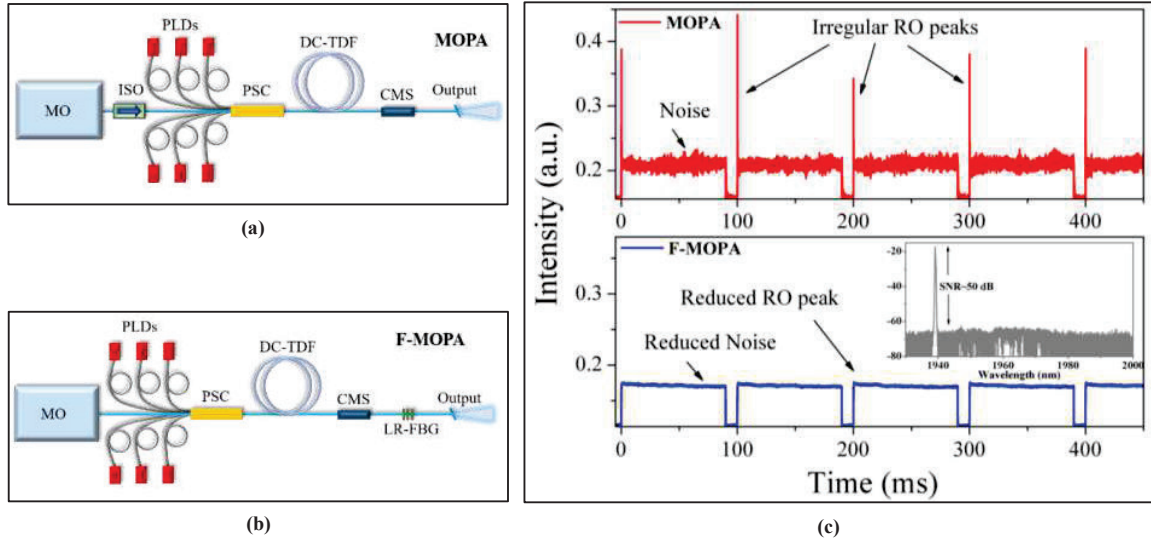 PLDs
DC-TDF
MOPA
MO
ISO
PSC
CMS
Output
(a)
PLDs
DC-TDF
F-MOPA
MO
PSC
CMS
LR-FBG
Output
(b)
MOPA
Irregular RO peaks
Noise
0.4
0.3
0.2
0 100 200 300 400
Intensity (a.u.)
F-MOPA
Reduced RO peak
Reduced Noise
0.3
0.2
-20
-40
-60
-80
SNR~50 dB
1940 1960 1980 2000
Wavelength (nm)
0 100 200 300 400
Time (ms)
(c)